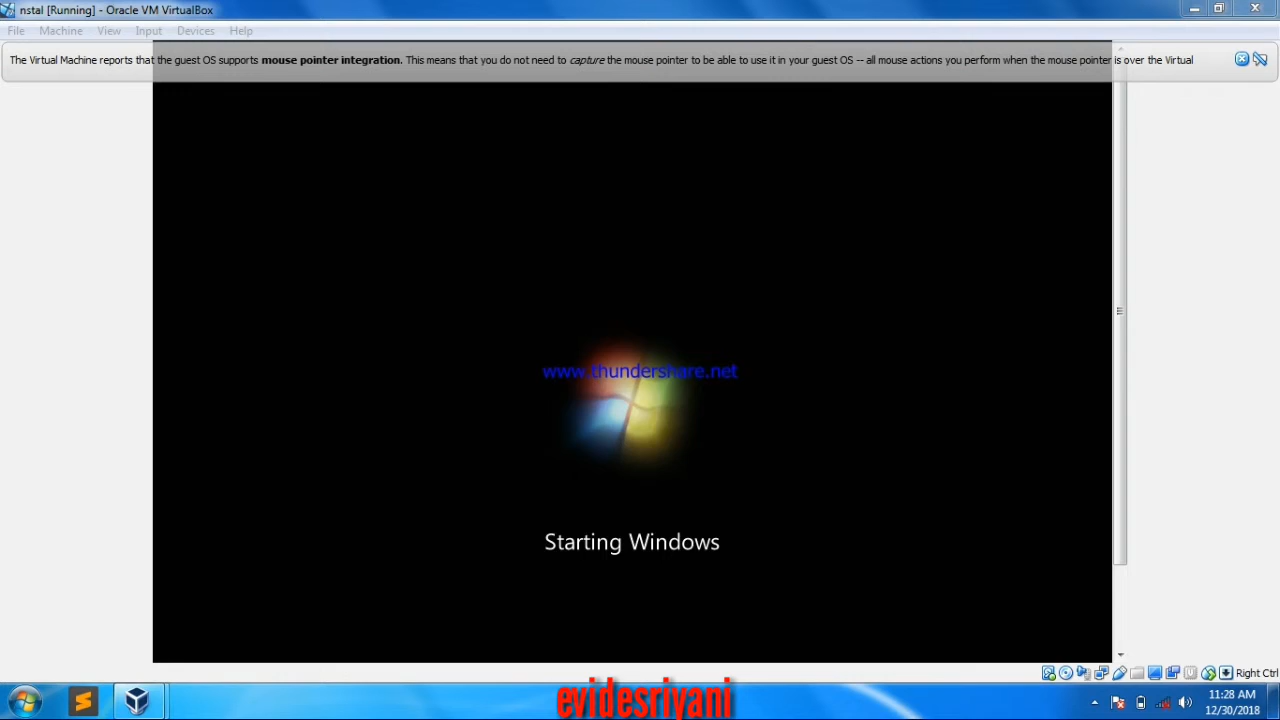 nstal [Running] - Oracle VM VirtualBox
File Machine View Input Devices Help
The Virtual Machine reports that the guest OS supports mouse pointer integration. This means that you do not need to capture the mouse pointer to be able to use it in your guest OS -- all mouse actions you perform when the mouse pointer is over the Virtual
www.thundershare.net
Starting Windows
Right Ctrl
evidesriyani
11:28 AM
12/30/2018